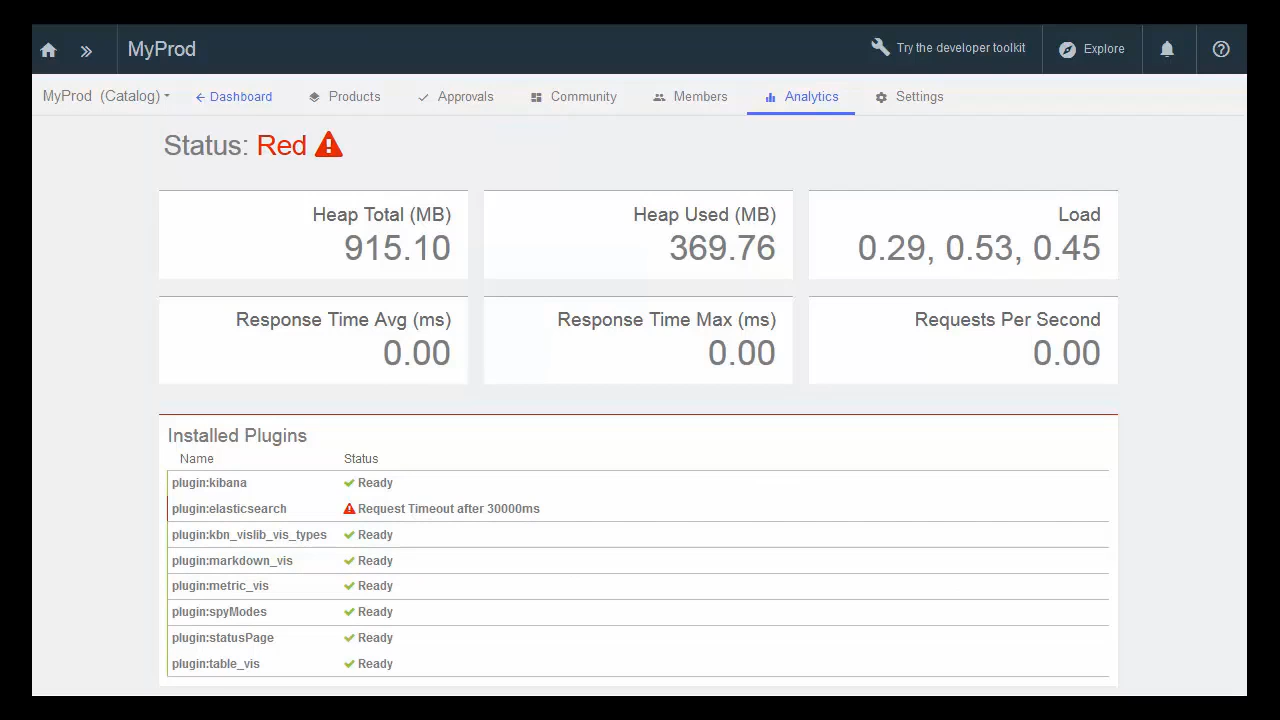 MyProd Try the developer toolkit Explore
MyProd (Catalog) Dashboard Products Approvals Community Members Analytics Settings
Status: Red
Heap Total (MB) Heap Used (MB) Load
915.10 369.76 0.29, 0.53, 0.45
Response Time Avg (ms) Response Time Max (ms) Requests Per Second
0.00 0.00 0.00
Installed Plugins
Name Status
plugin:kibana Ready
plugin:elasticsearch Request Timeout after 30000ms
plugin:kbn_vislib_vis_types Ready
plugin:markdown_vis Ready
plugin:metric_vis Ready
plugin:spyModes Ready
plugin:statusPage Ready
plugin:table_vis Ready